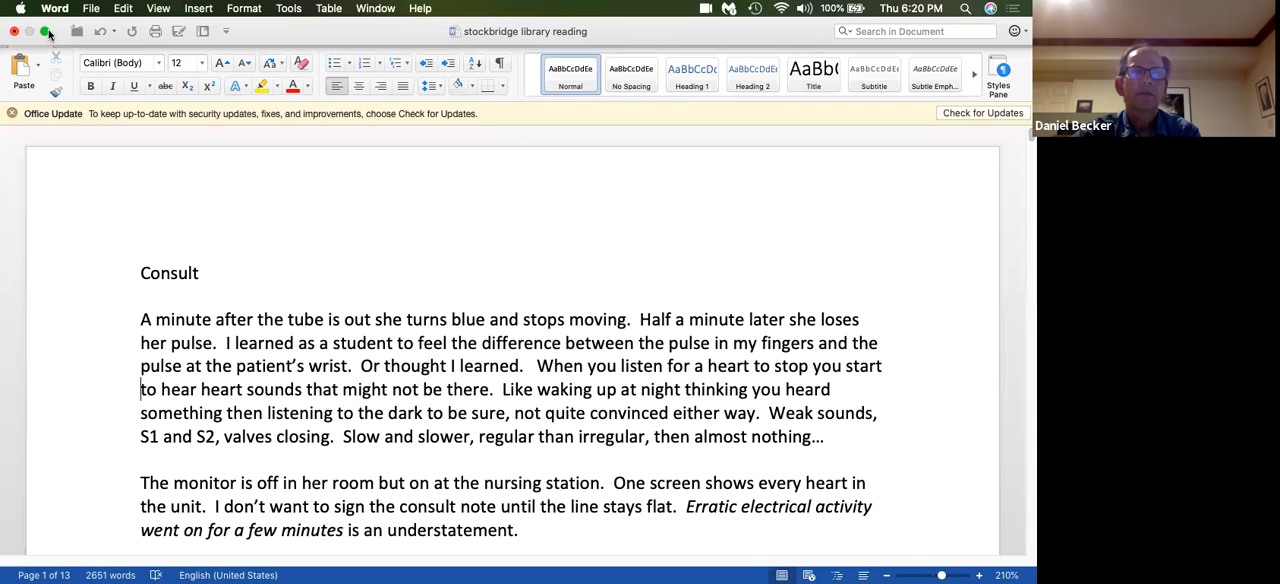 Word File Edit View Insert Format Tools Table Window Help 100% Thu 6:20 PM
stockbridge library reading
Search in Document
Paste
Calibri (Body) 12
B I U abc X₂ X² A A
AaBbCcDdEe AaBbCcDdEe AaBbCcDc AaBbCcDdEe AaBb( AaBbCcDdEe AaBbCcDdEe
Normal No Spacing Heading 1 Heading 2 Title Subtitle Subtle Emph... Styles Pane
Office Update To keep up-to-date with security updates, fixes, and improvements, choose Check for Updates. Check for Updates
Daniel Becker
Consult
A minute after the tube is out she turns blue and stops moving. Half a minute later she loses
her pulse. I learned as a student to feel the difference between the pulse in my fingers and the
pulse at the patient's wrist. Or thought I learned. When you listen for a heart to stop you start
to hear heart sounds that might not be there. Like waking up at night thinking you heard
something then listening to the dark to be sure, not quite convinced either way. Weak sounds,
S1 and S2, valves closing. Slow and slower, regular than irregular, then almost nothing...
The monitor is off in her room but on at the nursing station. One screen shows every heart in
the unit. I don't want to sign the consult note until the line stays flat. Erratic electrical activity
went on for a few minutes is an understatement.
Page 1 of 13 2651 words English (United States) 210%